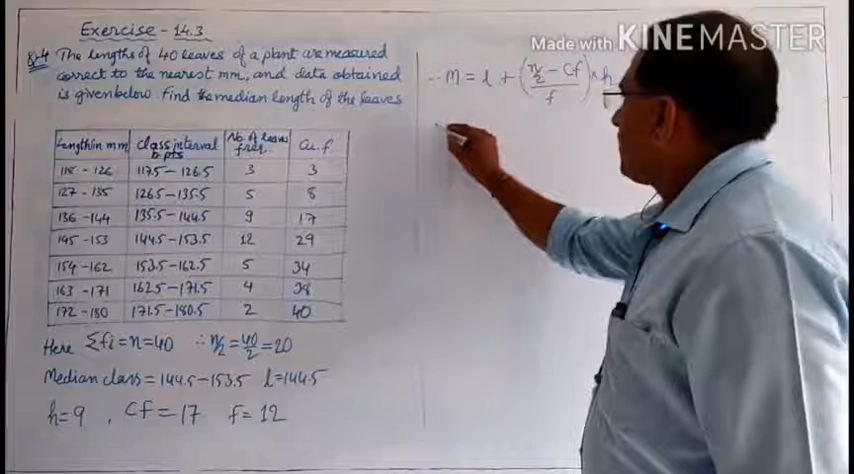 Exercise - 14.3
Q.4 The lengths of 40 leaves of a plant are measured
correct to the nearest mm, and data obtained
is given below Find the median length of the leaves
Length in mm | Class interval b. pts | No. of leaves freq. | Cu. f
118 - 126 | 117.5 - 126.5 | 3 | 3
127 - 135 | 126.5 - 135.5 | 5 | 8
136 - 144 | 135.5 - 144.5 | 9 | 17
145 - 153 | 144.5 - 153.5 | 12 | 29
154 - 162 | 153.5 - 162.5 | 5 | 34
163 - 171 | 162.5 - 171.5 | 4 | 38
172 - 180 | 171.5 - 180.5 | 2 | 40
Here Σfi = n = 40 ∴ n/2 = 40/2 = 20
Median class = 144.5 - 153.5 l = 144.5
h = 9 , Cf = 17 f = 12
∴ M = l + ((n/2 - Cf)/f) × h
Made with KINEMASTER